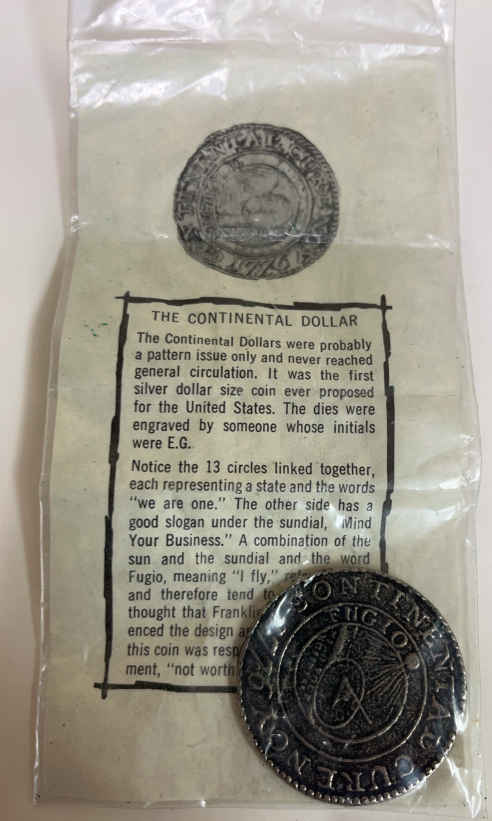 1776
THE CONTINENTAL DOLLAR
The Continental Dollars were probably
a pattern issue only and never reached
general circulation. It was the first
silver dollar size coin ever proposed
for the United States. The dies were
engraved by someone whose initials
were E.G.
Notice the 13 circles linked together,
each representing a state and the words
"we are one." The other side has a
good slogan under the sundial, "Mind
Your Business." A combination of the
sun and the sundial and the word
Fugio, meaning "I fly,"
and therefore tend to
thought that
enced the design
this coin was
ment, "not worth
FUGIO
CURENCY